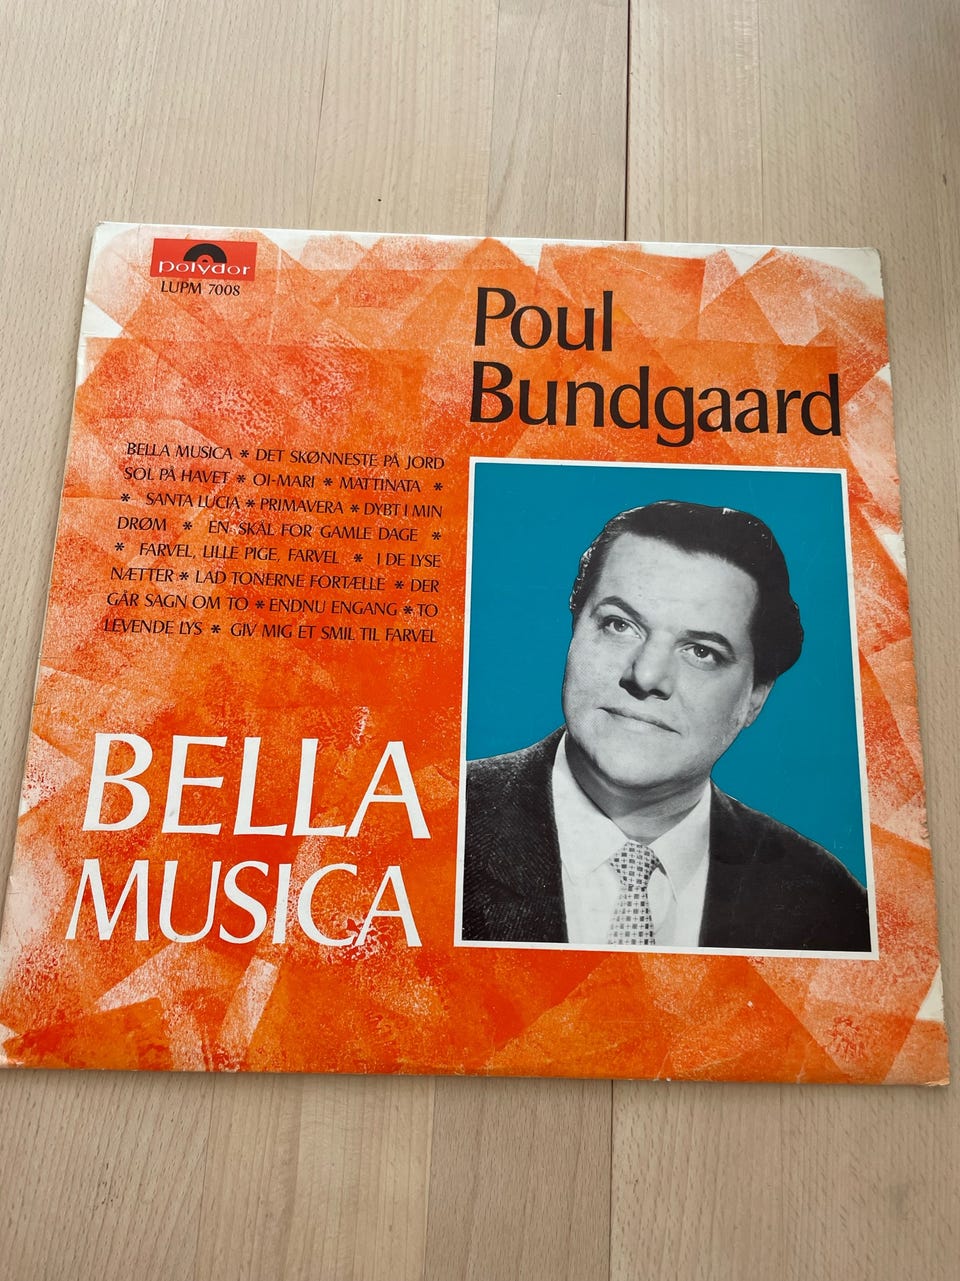 polydor
LUPM 7008
Poul
Bundgaard
BELLA MUSICA * DET SKØNNESTE PÅ JORD
SOL PÅ HAVET * OI-MARI * MATTINATA *
* SANTA LUCIA * PRIMAVERA * DYBT I MIN
DRØM * EN SKÅL FOR GAMLE DAGE *
* FARVEL, LILLE PIGE, FARVEL * I DE LYSE
NÆTTER * LAD TONERNE FORTÆLLE * DER
GÅR SAGN OM TO * ENDNU ENGANG * TO
LEVENDE LYS * GIV MIG ET SMIL TIL FARVEL
BELLA
MUSICA